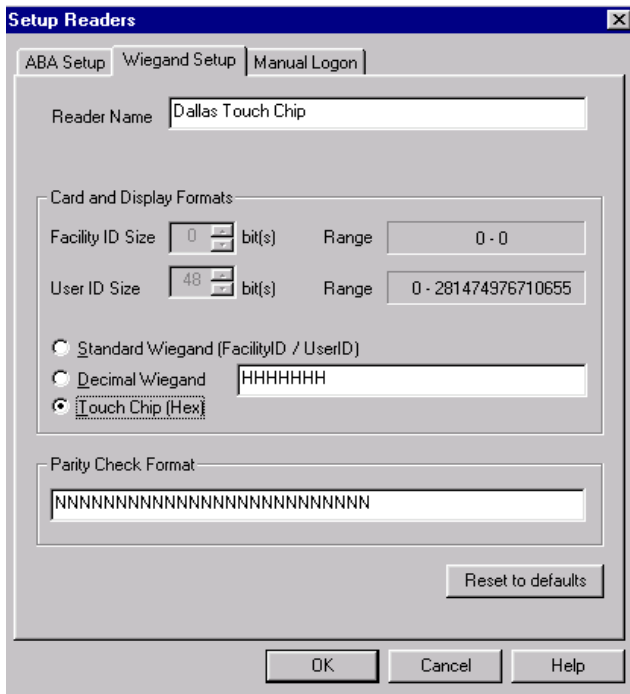 Setup Readers
ABA Setup Wiegand Setup Manual Logon
Reader Name Dallas Touch Chip
Card and Display Formats
Facility ID Size 0 bit(s) Range 0 - 0
User ID Size 48 bit(s) Range 0 - 281474976710655
Standard Wiegand (FacilityID / UserID)
Decimal Wiegand HHHHHHH
Touch Chip (Hex)
Parity Check Format
NNNNNNNNNNNNNNNNNNNNNNNNNN
Reset to defaults
OK Cancel Help